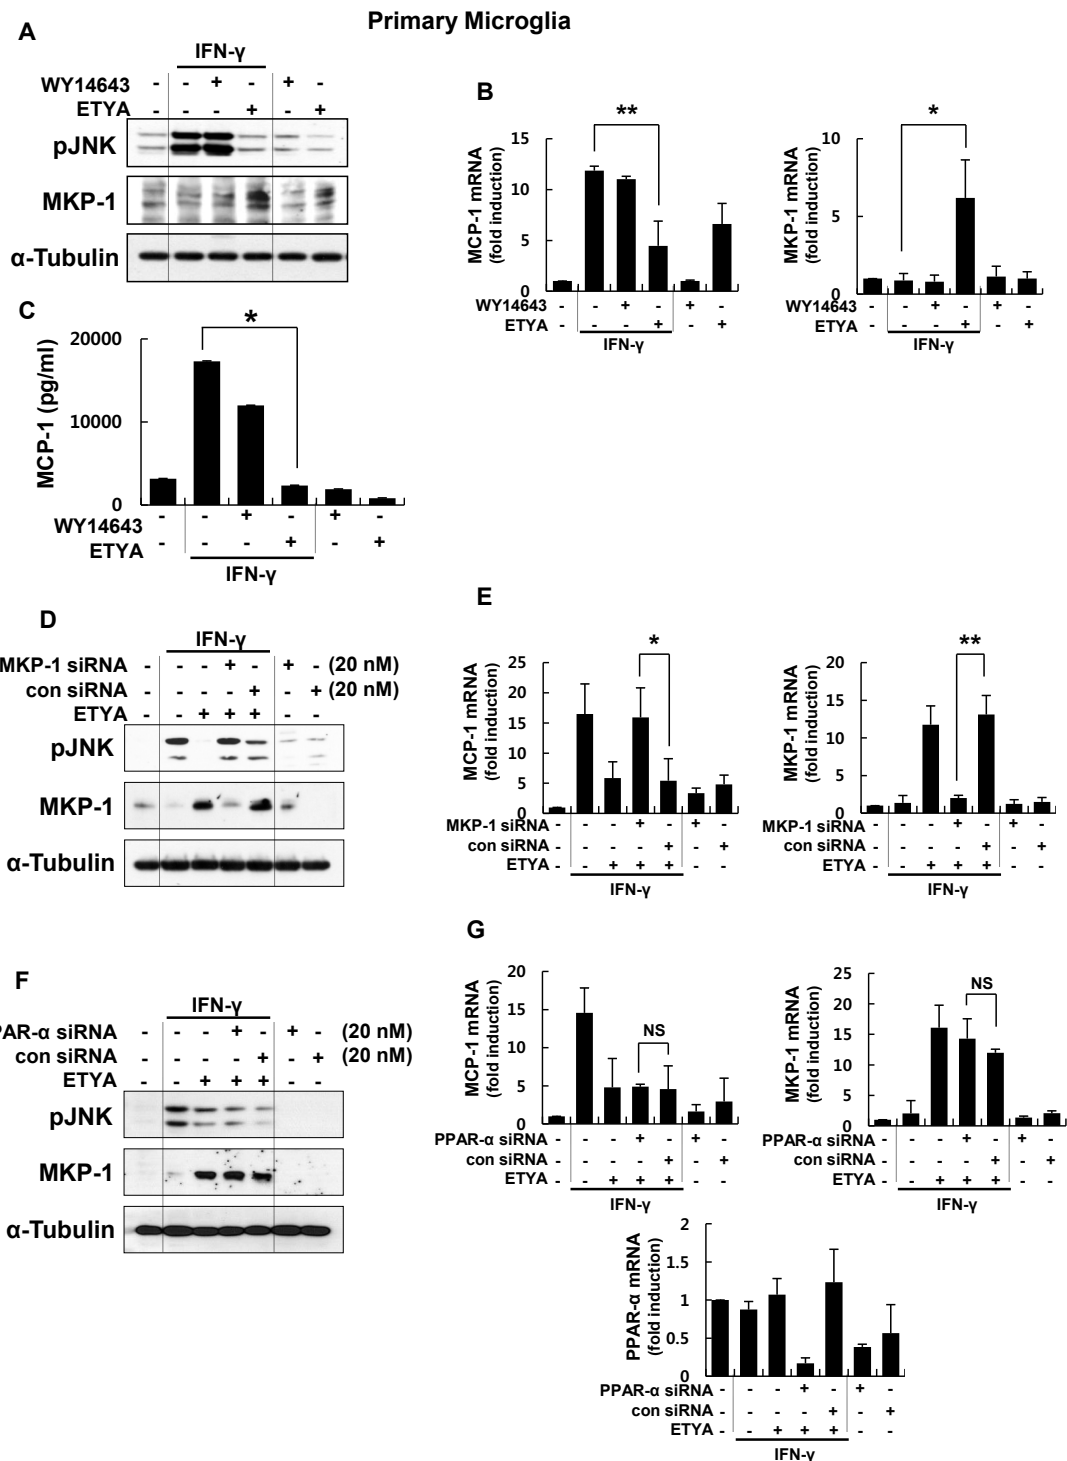 Primary Microglia
A
IFN-γ
WY14643 - - + - + -
ETYA - - - + - +
pJNK
MKP-1
α-Tubulin
B
**
15
10
5
0
MCP-1 mRNA
(fold induction)
WY14643 - - + - + -
ETYA - - - + - +
IFN-γ
*
10
5
0
MKP-1 mRNA
(fold induction)
WY14643 - - + - + -
ETYA - - - + - +
IFN-γ
C
*
20000
10000
0
MCP-1 (pg/ml)
WY14643 - - + - + -
ETYA - - - + - +
IFN-γ
D
IFN-γ
MKP-1 siRNA - - - + - + - (20 nM)
con siRNA - - - - + - + (20 nM)
ETYA - - + + + - -
pJNK
MKP-1
α-Tubulin
E
*
25
20
15
10
5
0
MCP-1 mRNA
(fold induction)
MKP-1 siRNA - - - + - + -
con siRNA - - - - + - +
ETYA - - + + + - -
IFN-γ
**
20
15
10
5
0
MKP-1 mRNA
(fold induction)
MKP-1 siRNA - - - + - + -
con siRNA - - - - + - +
ETYA - - + + + - -
IFN-γ
F
IFN-γ
PAR-α siRNA - - - + - + - (20 nM)
con siRNA - - - - + - + (20 nM)
ETYA - - + + + - -
pJNK
MKP-1
α-Tubulin
G
NS
20
15
10
5
0
MCP-1 mRNA
(fold induction)
PPAR-α siRNA - - - + - + -
con siRNA - - - - + - +
ETYA - - + + + - -
IFN-γ
NS
25
20
15
10
5
0
MKP-1 mRNA
(fold induction)
PPAR-α siRNA - - - + - + -
con siRNA - - - - + - +
ETYA - - + + + - -
IFN-γ
2
1.5
1
0.5
0
PPAR-α mRNA
(fold induction)
PPAR-α siRNA - - - + - + -
con siRNA - - - - + - +
ETYA - - + + + - -
IFN-γ